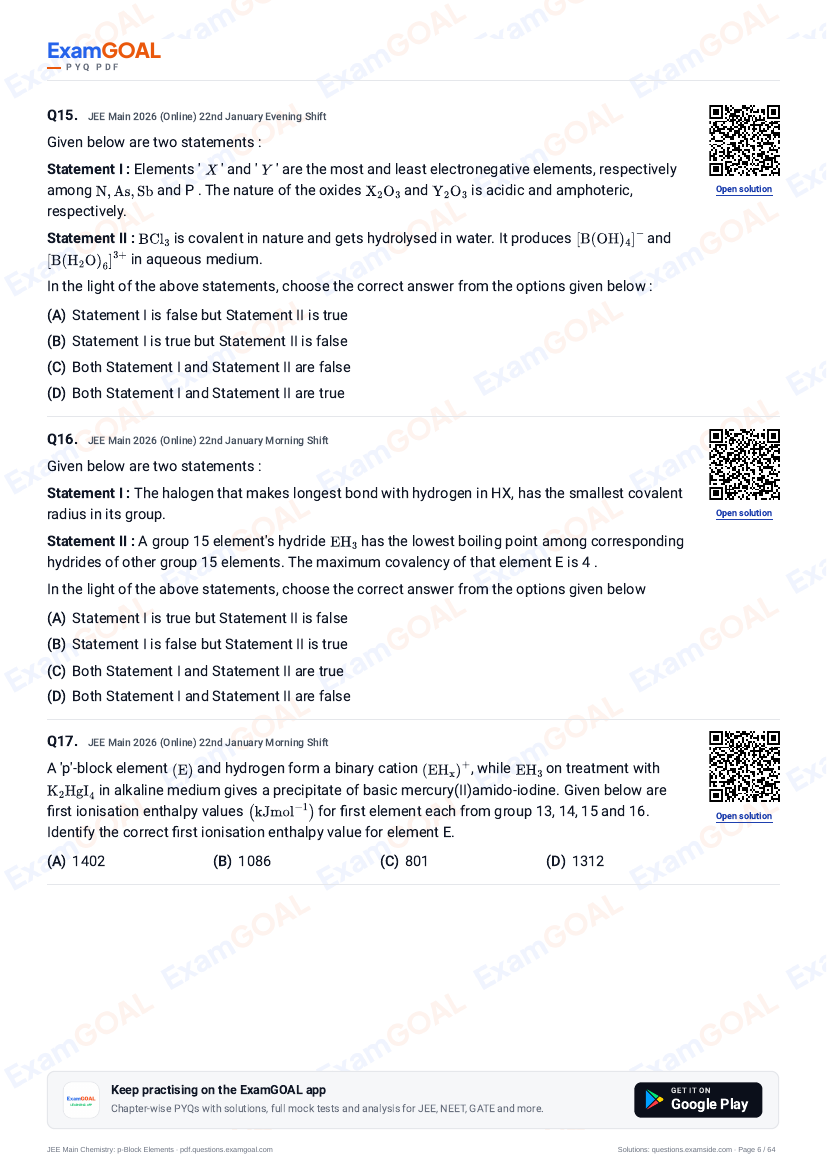 ExamGOAL
PYQ PDF
Q15. JEE Main 2026 (Online) 22nd January Evening Shift
Given below are two statements :
Open solution
Statement I : Elements ' X ' and ' Y ' are the most and least electronegative elements, respectively
among N, As, Sb and P . The nature of the oxides X₂O₃ and Y₂O₃ is acidic and amphoteric,
respectively.
Statement II : BCl₃ is covalent in nature and gets hydrolysed in water. It produces [B(OH)₄]⁻ and
[B(H₂O)₆]³⁺ in aqueous medium.
In the light of the above statements, choose the correct answer from the options given below :
(A) Statement I is false but Statement II is true
(B) Statement I is true but Statement II is false
(C) Both Statement I and Statement II are false
(D) Both Statement I and Statement II are true
Q16. JEE Main 2026 (Online) 22nd January Morning Shift
Given below are two statements :
Open solution
Statement I : The halogen that makes longest bond with hydrogen in HX, has the smallest covalent
radius in its group.
Statement II : A group 15 element's hydride EH₃ has the lowest boiling point among corresponding
hydrides of other group 15 elements. The maximum covalency of that element E is 4 .
In the light of the above statements, choose the correct answer from the options given below
(A) Statement I is true but Statement II is false
(B) Statement I is false but Statement II is true
(C) Both Statement I and Statement II are true
(D) Both Statement I and Statement II are false
Q17. JEE Main 2026 (Online) 22nd January Morning Shift
A 'p'-block element (E) and hydrogen form a binary cation (EHₓ)⁺, while EH₃ on treatment with
K₂HgI₄ in alkaline medium gives a precipitate of basic mercury(II)amido-iodine. Given below are
first ionisation enthalpy values (kJmol⁻¹) for first element each from group 13, 14, 15 and 16.
Identify the correct first ionisation enthalpy value for element E.
Open solution
(A) 1402 (B) 1086 (C) 801 (D) 1312
Keep practising on the ExamGOAL app
Chapter-wise PYQs with solutions, full mock tests and analysis for JEE, NEET, GATE and more.
GET IT ON
Google Play
JEE Main Chemistry: p-Block Elements · pdf.questions.examgoal.com
Solutions: questions.examside.com · Page 6 / 64